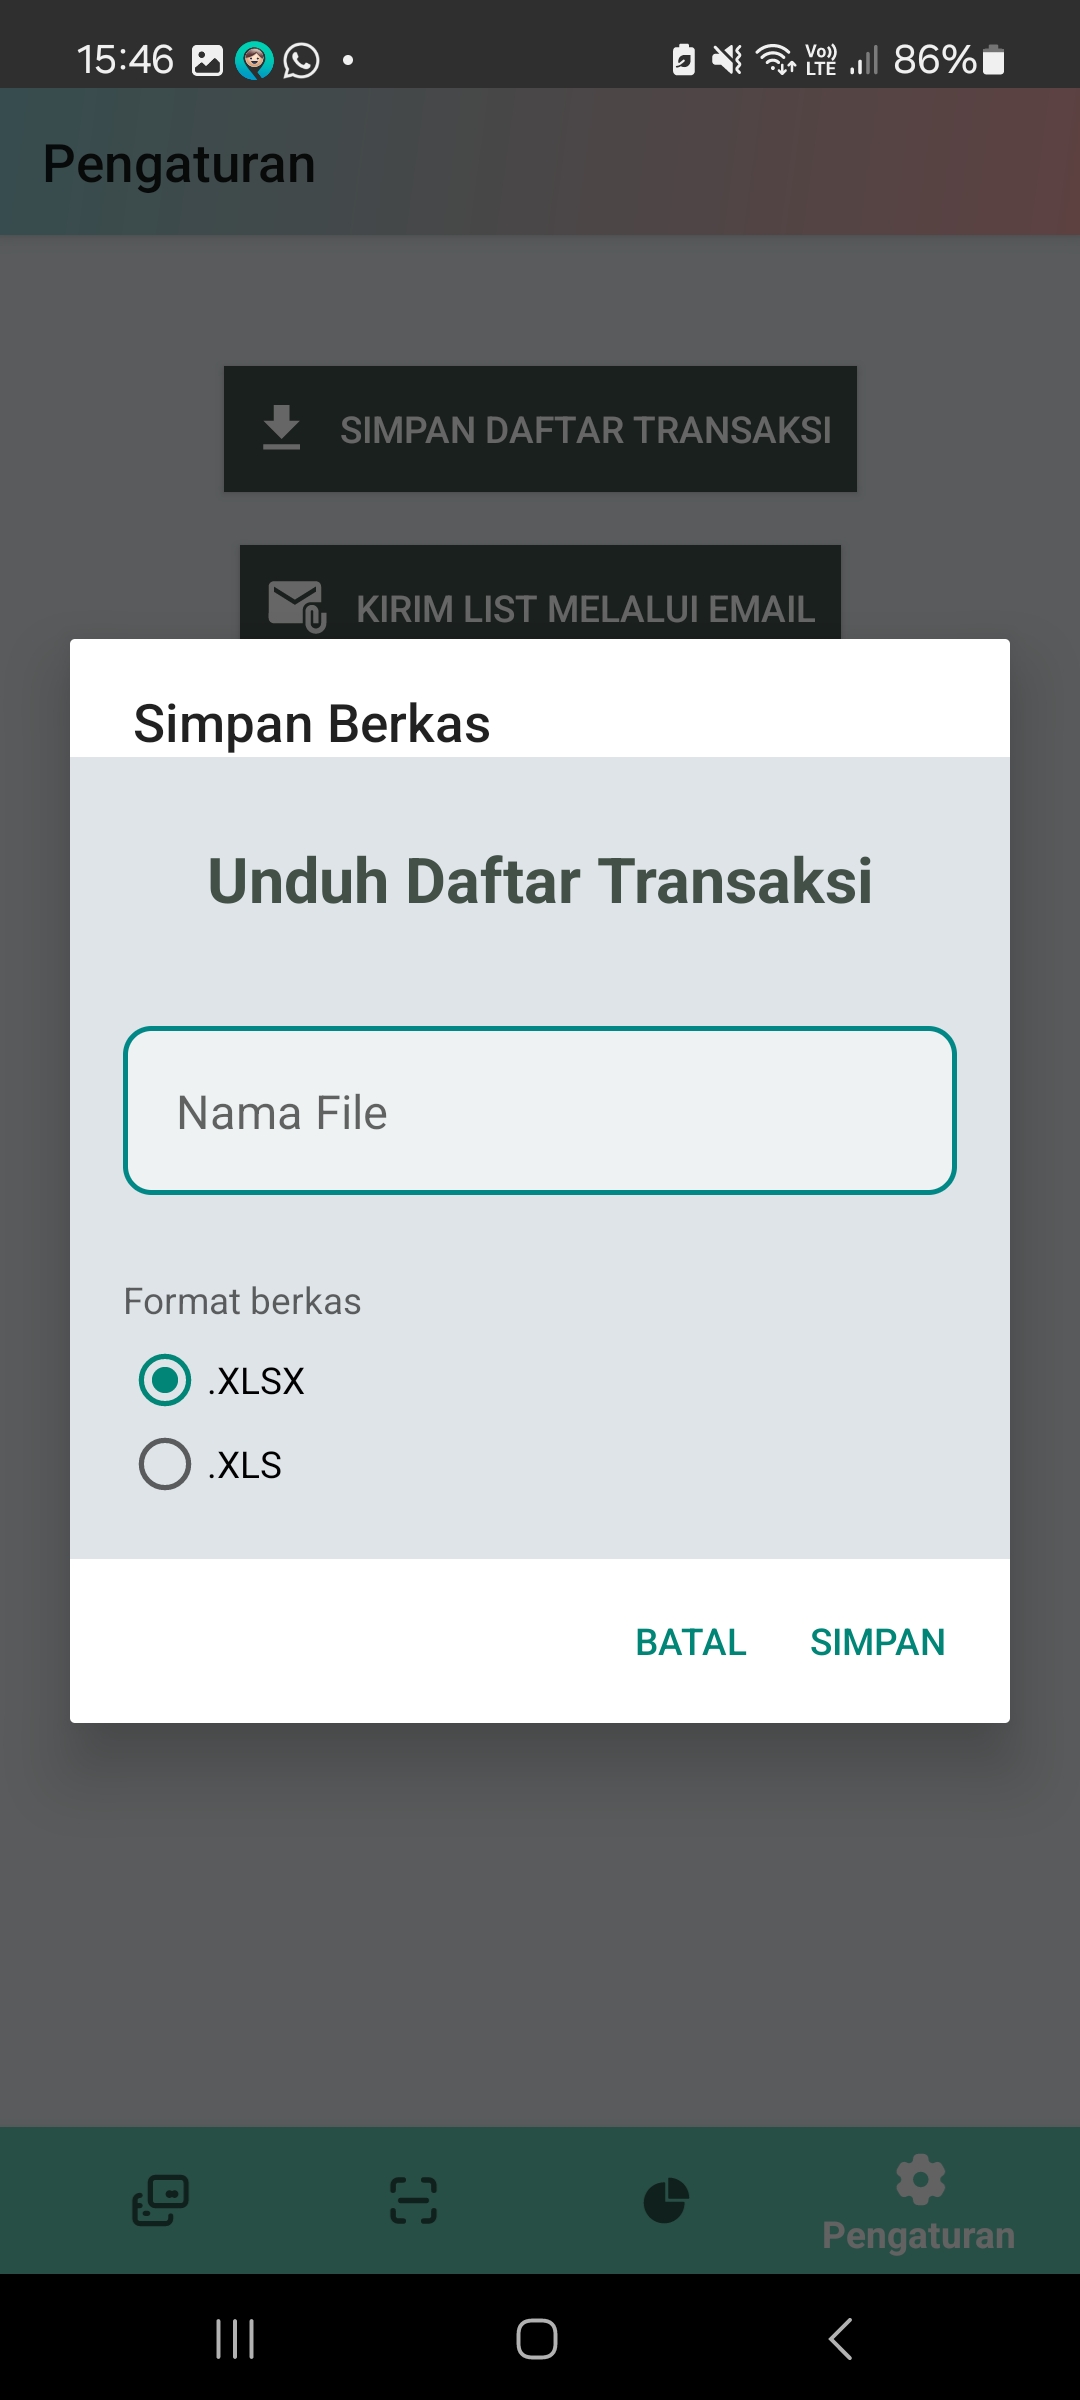 15:46
Vo))
LTE
86%
Pengaturan
SIMPAN DAFTAR TRANSAKSI
KIRIM LIST MELALUI EMAIL
Simpan Berkas
Unduh Daftar Transaksi
Nama File
Format berkas
.XLSX
.XLS
BATAL SIMPAN
Pengaturan